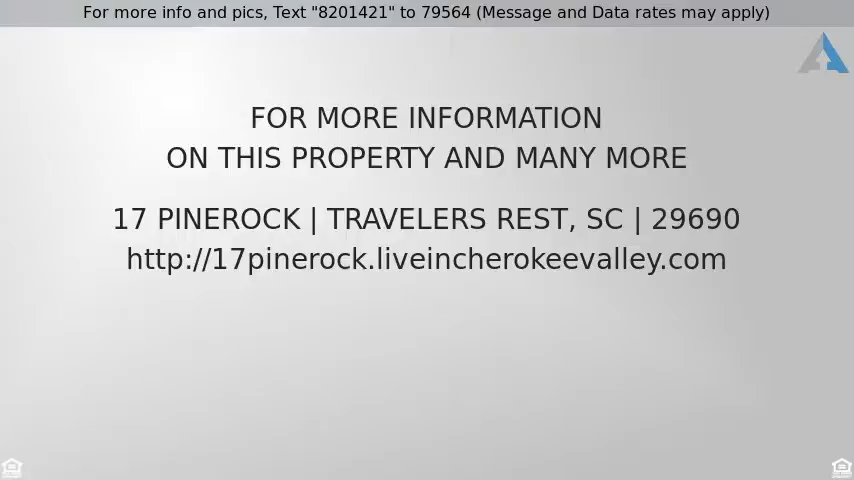 For more info and pics, Text "8201421" to 79564 (Message and Data rates may apply)
FOR MORE INFORMATION
ON THIS PROPERTY AND MANY MORE
17 PINEROCK | TRAVELERS REST, SC | 29690
http://17pinerock.liveincherokeevalley.com